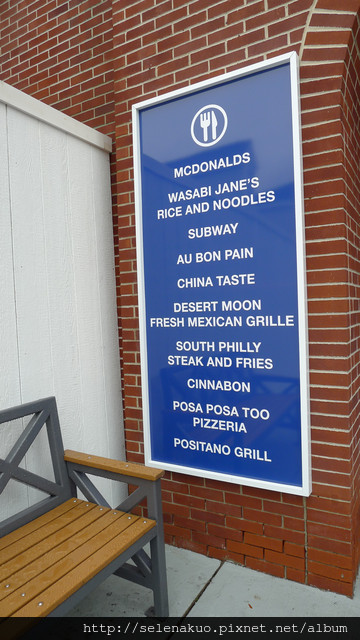 MCDONALDS
WASABI JANE'S
RICE AND NOODLES
SUBWAY
AU BON PAIN
CHINA TASTE
DESERT MOON
FRESH MEXICAN GRILLE
SOUTH PHILLY
STEAK AND FRIES
CINNABON
POSA POSA TOO
PIZZERIA
POSITANO GRILL
http://selenakuo.pixnet.net/album